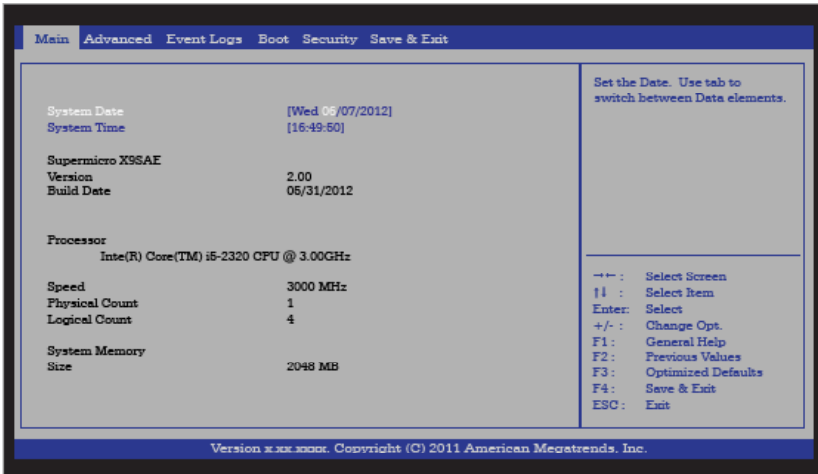 Main Advanced Event Logs Boot Security Save & Exit
System Date [Wed 06/07/2012]
System Time [16:49:50]
Supermicro X9SAE
Version 2.00
Build Date 05/31/2012
Processor
Inte(R) Core(TM) i5-2320 CPU @ 3.00GHz
Speed 3000 MHz
Physical Count 1
Logical Count 4
System Memory
Size 2048 MB
Set the Date. Use tab to
switch between Data elements.
→← : Select Screen
↑↓ : Select Item
Enter: Select
+/- : Change Opt.
F1 : General Help
F2 : Previous Values
F3 : Optimized Defaults
F4 : Save & Exit
ESC : Exit
Version x.xx.xxxx. Copyright (C) 2011 American Megatrends, Inc.